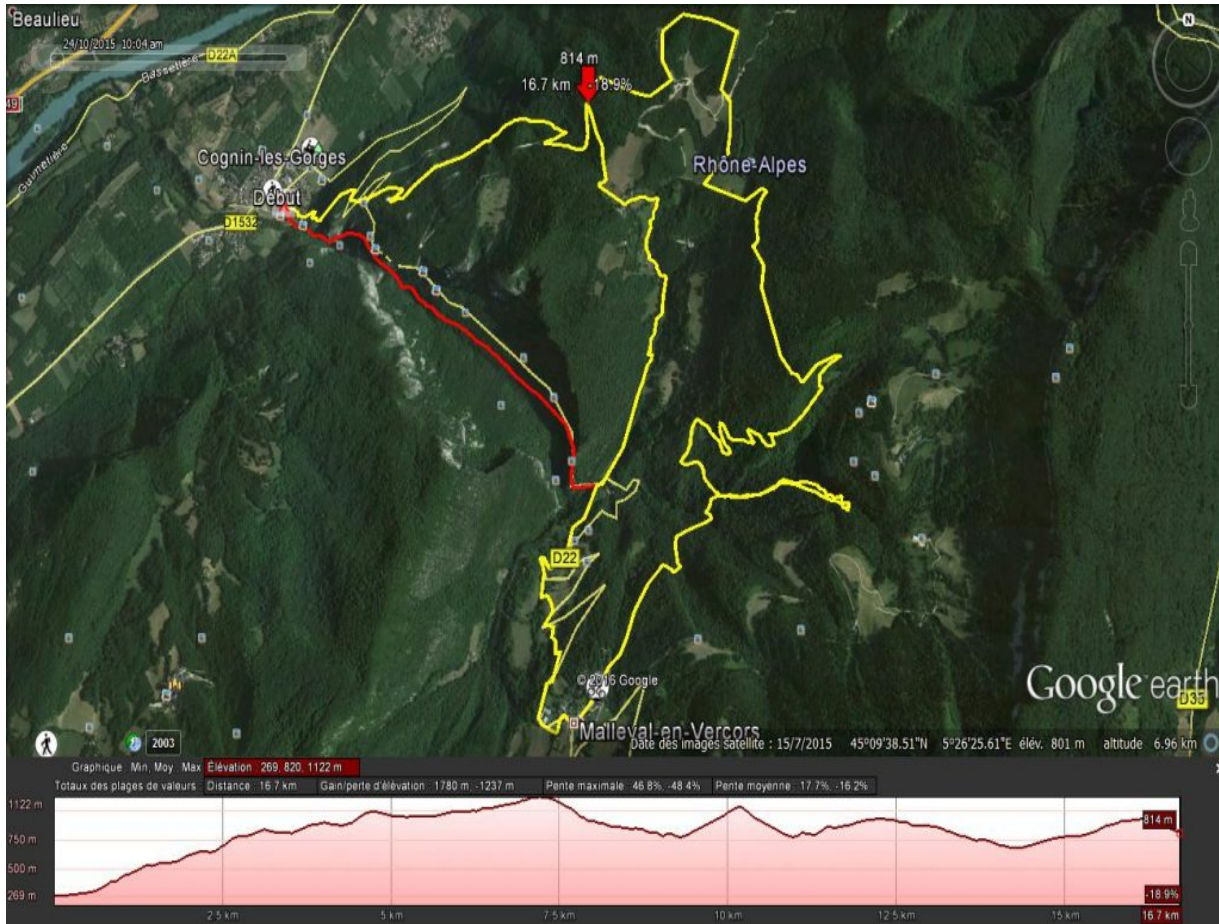 Beaulieu
24/10/2015 10:04 am
D22A
Basseliere
N
814 m
16.7 km -18.9%
49
Cognin-les-Gorges
Rhône-Alpes
Début
D1532
D22
© 2016 Google
Google earth
D35
Malleval-en-Vercors
Date des images satellite : 15/7/2015 45°09'38.51"N 5°26'25.61"E élév. 801 m altitude 6.96 km
2003
Graphique : Min, Moy. Max Élévation : 269, 820, 1122 m
Totaux des plages de valeurs : Distance : 16.7 km Gain/perte d'élévation : 1780 m, -1237 m Pente maximale : 46.8%, -48.4% Pente moyenne : 17.7%, -16.2%
1122 m
814 m
750 m
500 m
269 m
-18.9%
2.5 km 5 km 7.5 km 10 km 12.5 km 15 km 16.7 km